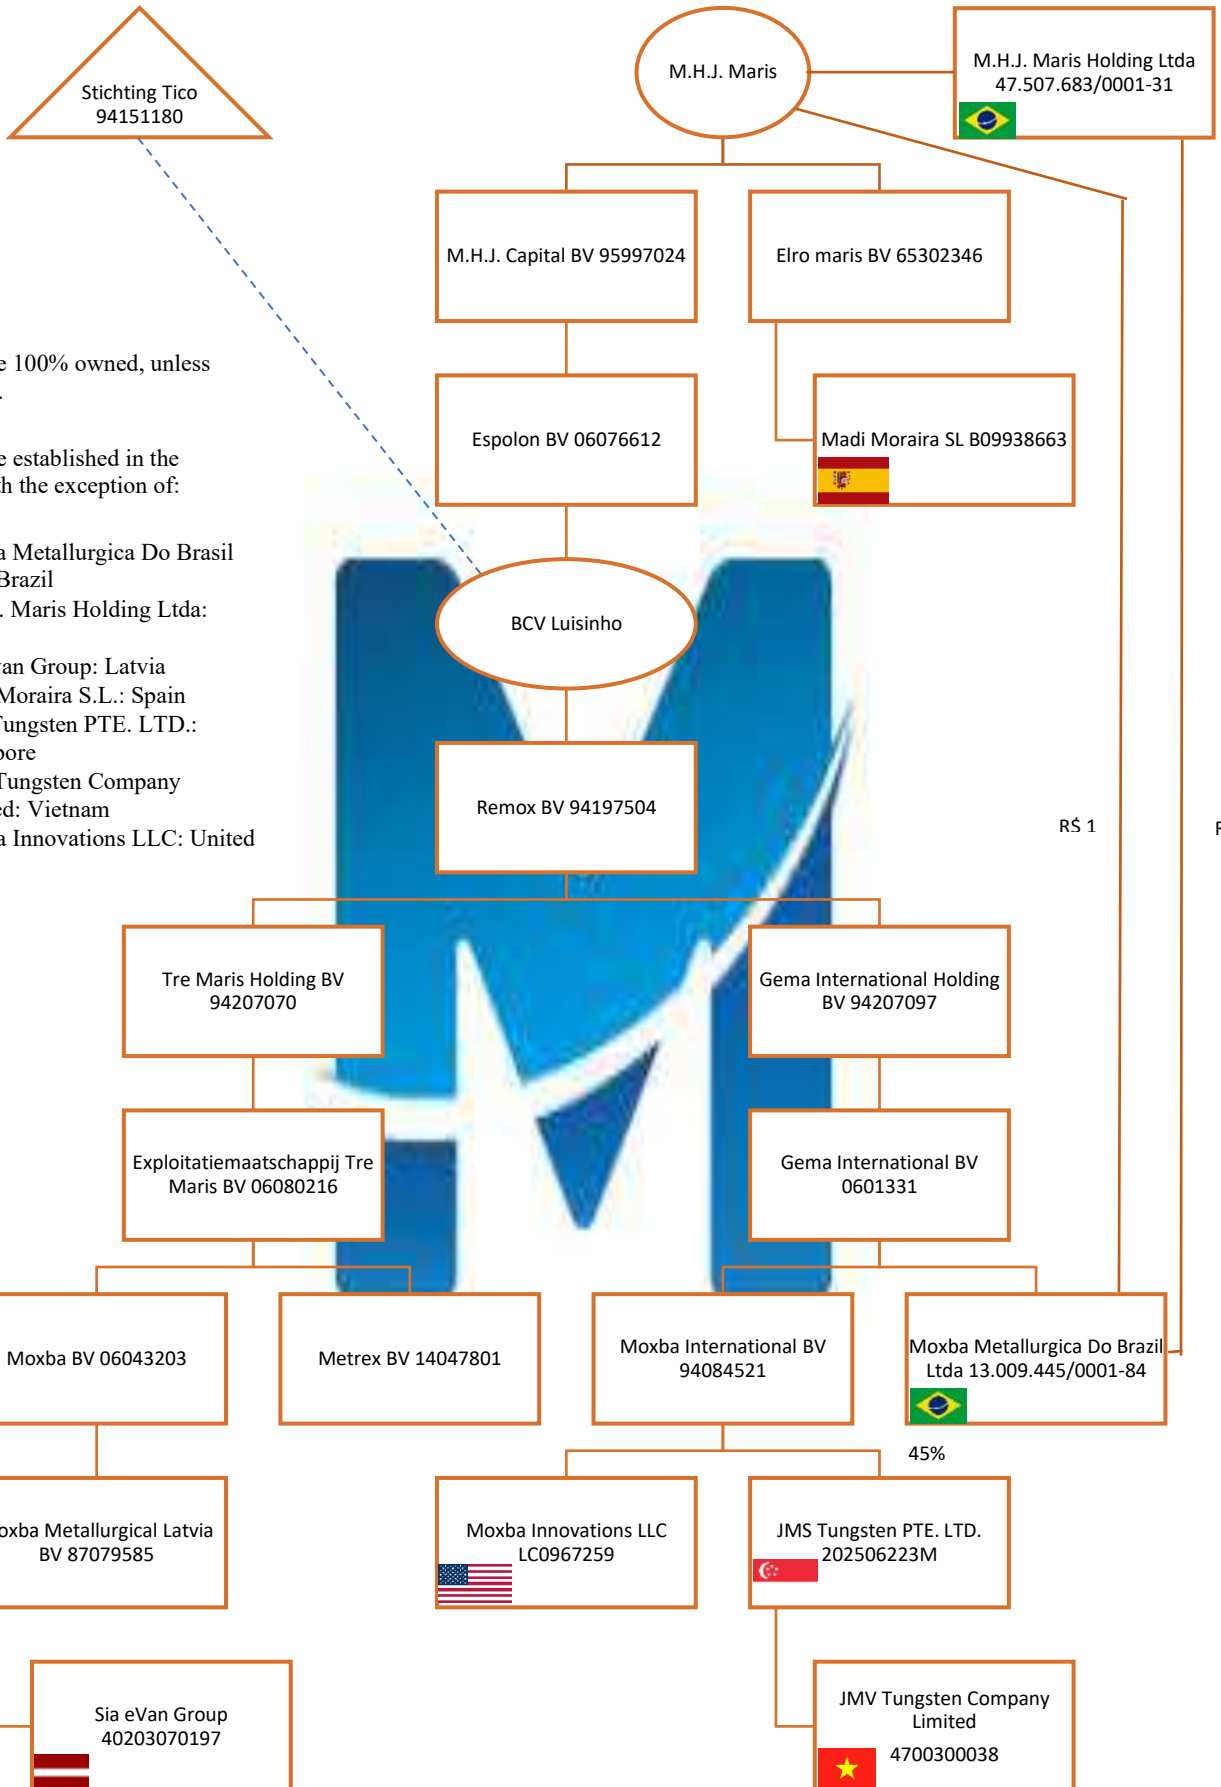 Stichting Tico
94151180
M.H.J. Maris
M.H.J. Maris Holding Ltda
47.507.683/0001-31
M.H.J. Capital BV 95997024
Elro maris BV 65302346
e 100% owned, unless
.
Espolon BV 06076612
Madi Moraira SL B09938663
e established in the
th the exception of:
a Metallurgica Do Brasil
Brazil
. Maris Holding Ltda:
van Group: Latvia
Moraira S.L.: Spain
Tungsten PTE. LTD.:
pore
Tungsten Company
ed: Vietnam
a Innovations LLC: United
BCV Luisinho
Remox BV 94197504
R$ 1
Tre Maris Holding BV
94207070
Gema International Holding
BV 94207097
Exploitatiemaatschappij Tre
Maris BV 06080216
Gema International BV
0601331
Moxba BV 06043203
Metrex BV 14047801
Moxba International BV
94084521
Moxba Metallurgica Do Brazil
Ltda 13.009.445/0001-84
45%
oxba Metallurgical Latvia
BV 87079585
Moxba Innovations LLC
LC0967259
JMS Tungsten PTE. LTD.
202506223M
Sia eVan Group
40203070197
JMV Tungsten Company
Limited
4700300038